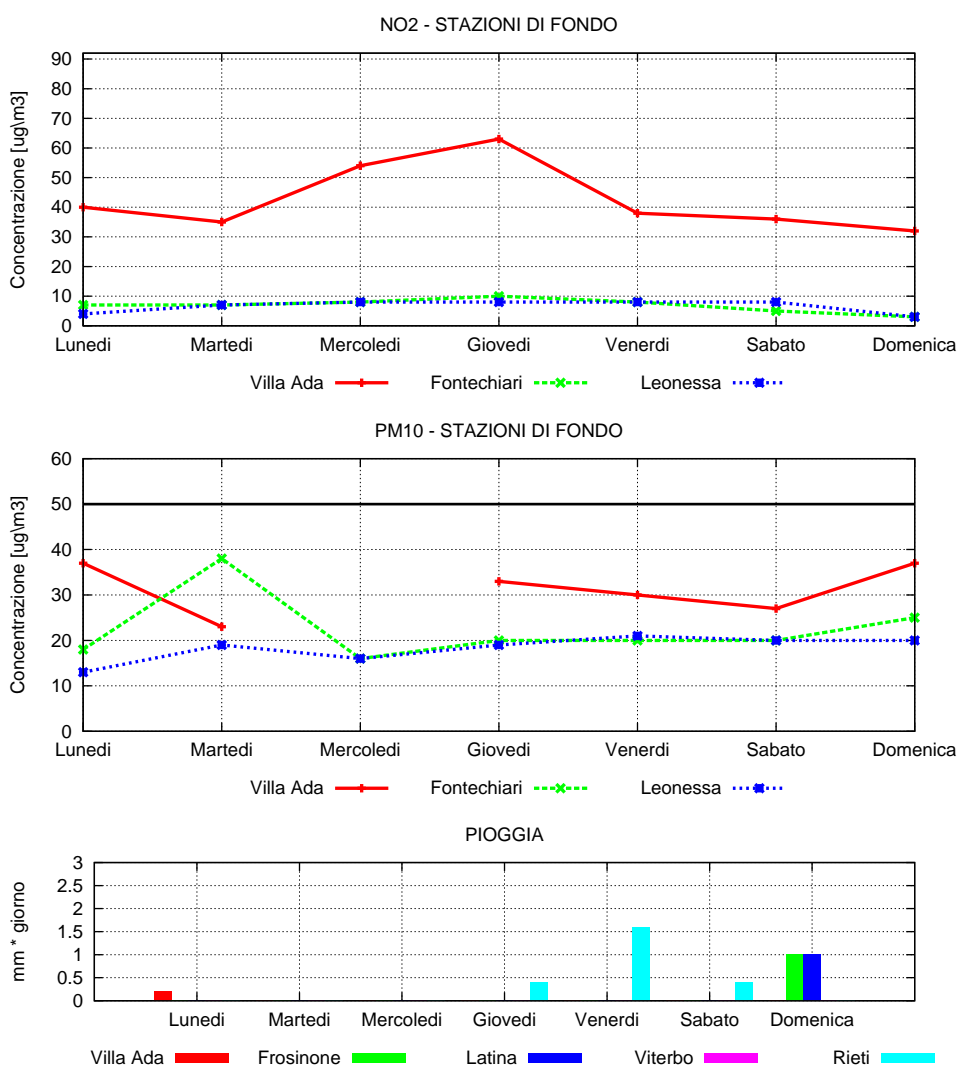 NO2 - STAZIONI DI FONDO
Concentrazione [ug\m3]
90
80
70
60
50
40
30
20
10
0
Lunedi Martedi Mercoledi Giovedi Venerdi Sabato Domenica
Villa Ada Fontechiari Leonessa
PM10 - STAZIONI DI FONDO
Concentrazione [ug\m3]
60
50
40
30
20
10
0
Lunedi Martedi Mercoledi Giovedi Venerdi Sabato Domenica
Villa Ada Fontechiari Leonessa
PIOGGIA
mm * giorno
3
2.5
2
1.5
1
0.5
0
Lunedi Martedi Mercoledi Giovedi Venerdi Sabato Domenica
Villa Ada Frosinone Latina Viterbo Rieti